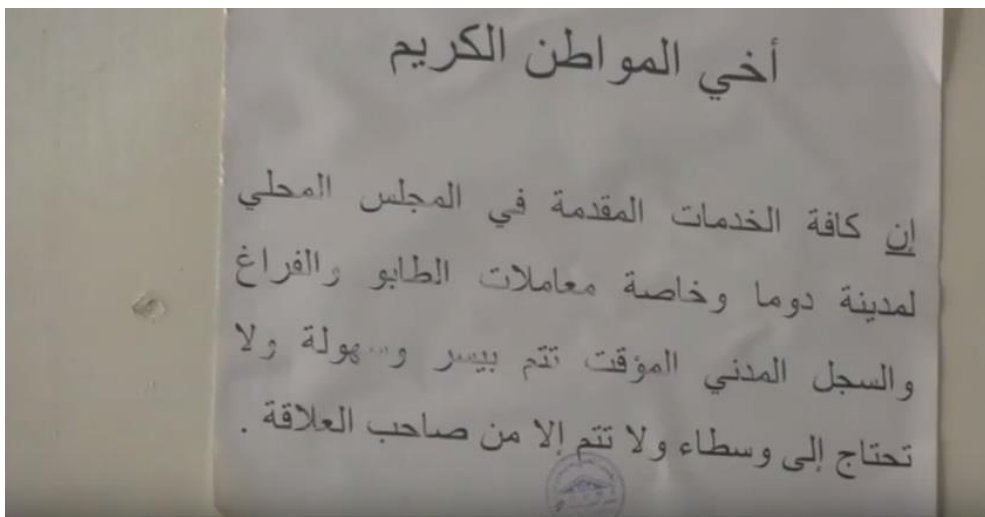 أخي المواطن الكريم
إن كافة الخدمات المقدمة في المجلس المحلي
لمدينة دوما وخاصة معاملات الطابو والفراغ
والسجل المدني المؤقت تتم بيسر وسهولة ولا
تحتاج إلى وسطاء ولا تتم إلا من صاحب العلاقة .